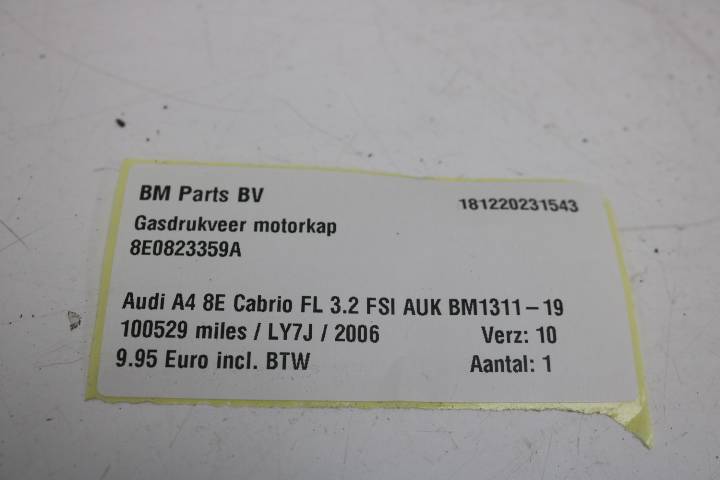 BM Parts BV 181220231543
Gasdrukveer motorkap
8E0823359A
Audi A4 8E Cabrio FL 3.2 FSI AUK BM1311-19
100529 miles / LY7J / 2006 Verz: 10
9.95 Euro incl. BTW Aantal: 1